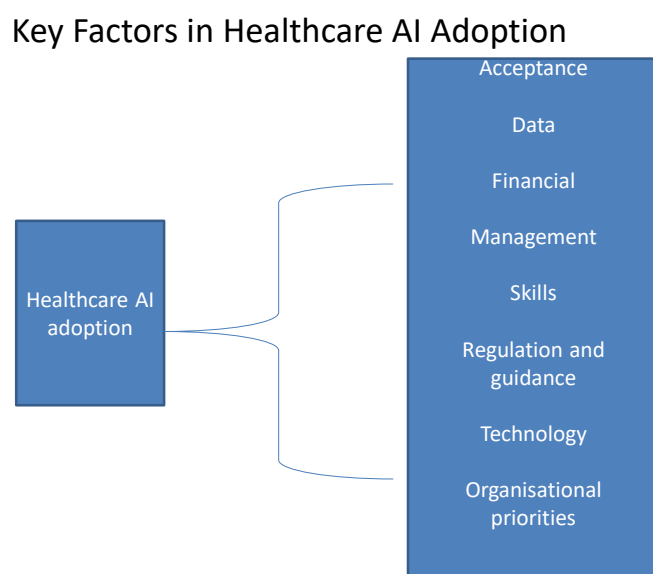 Key Factors in Healthcare AI Adoption
Healthcare AI
adoption
Acceptance
Data
Financial
Management
Skills
Regulation and
guidance
Technology
Organisational
priorities